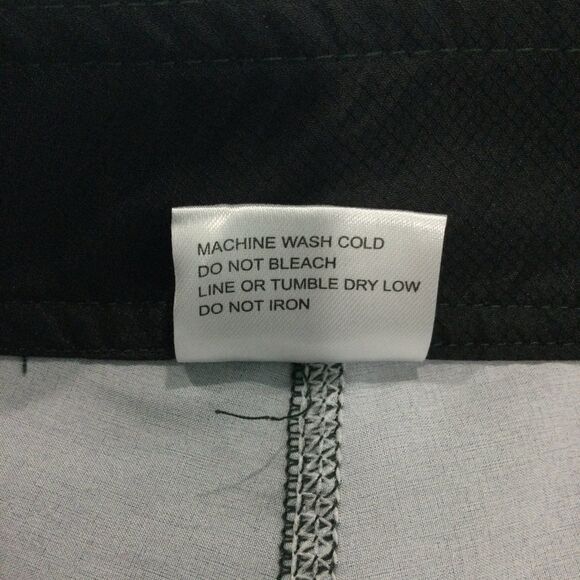 MACHINE WASH COLD
DO NOT BLEACH
LINE OR TUMBLE DRY LOW
DO NOT IRON